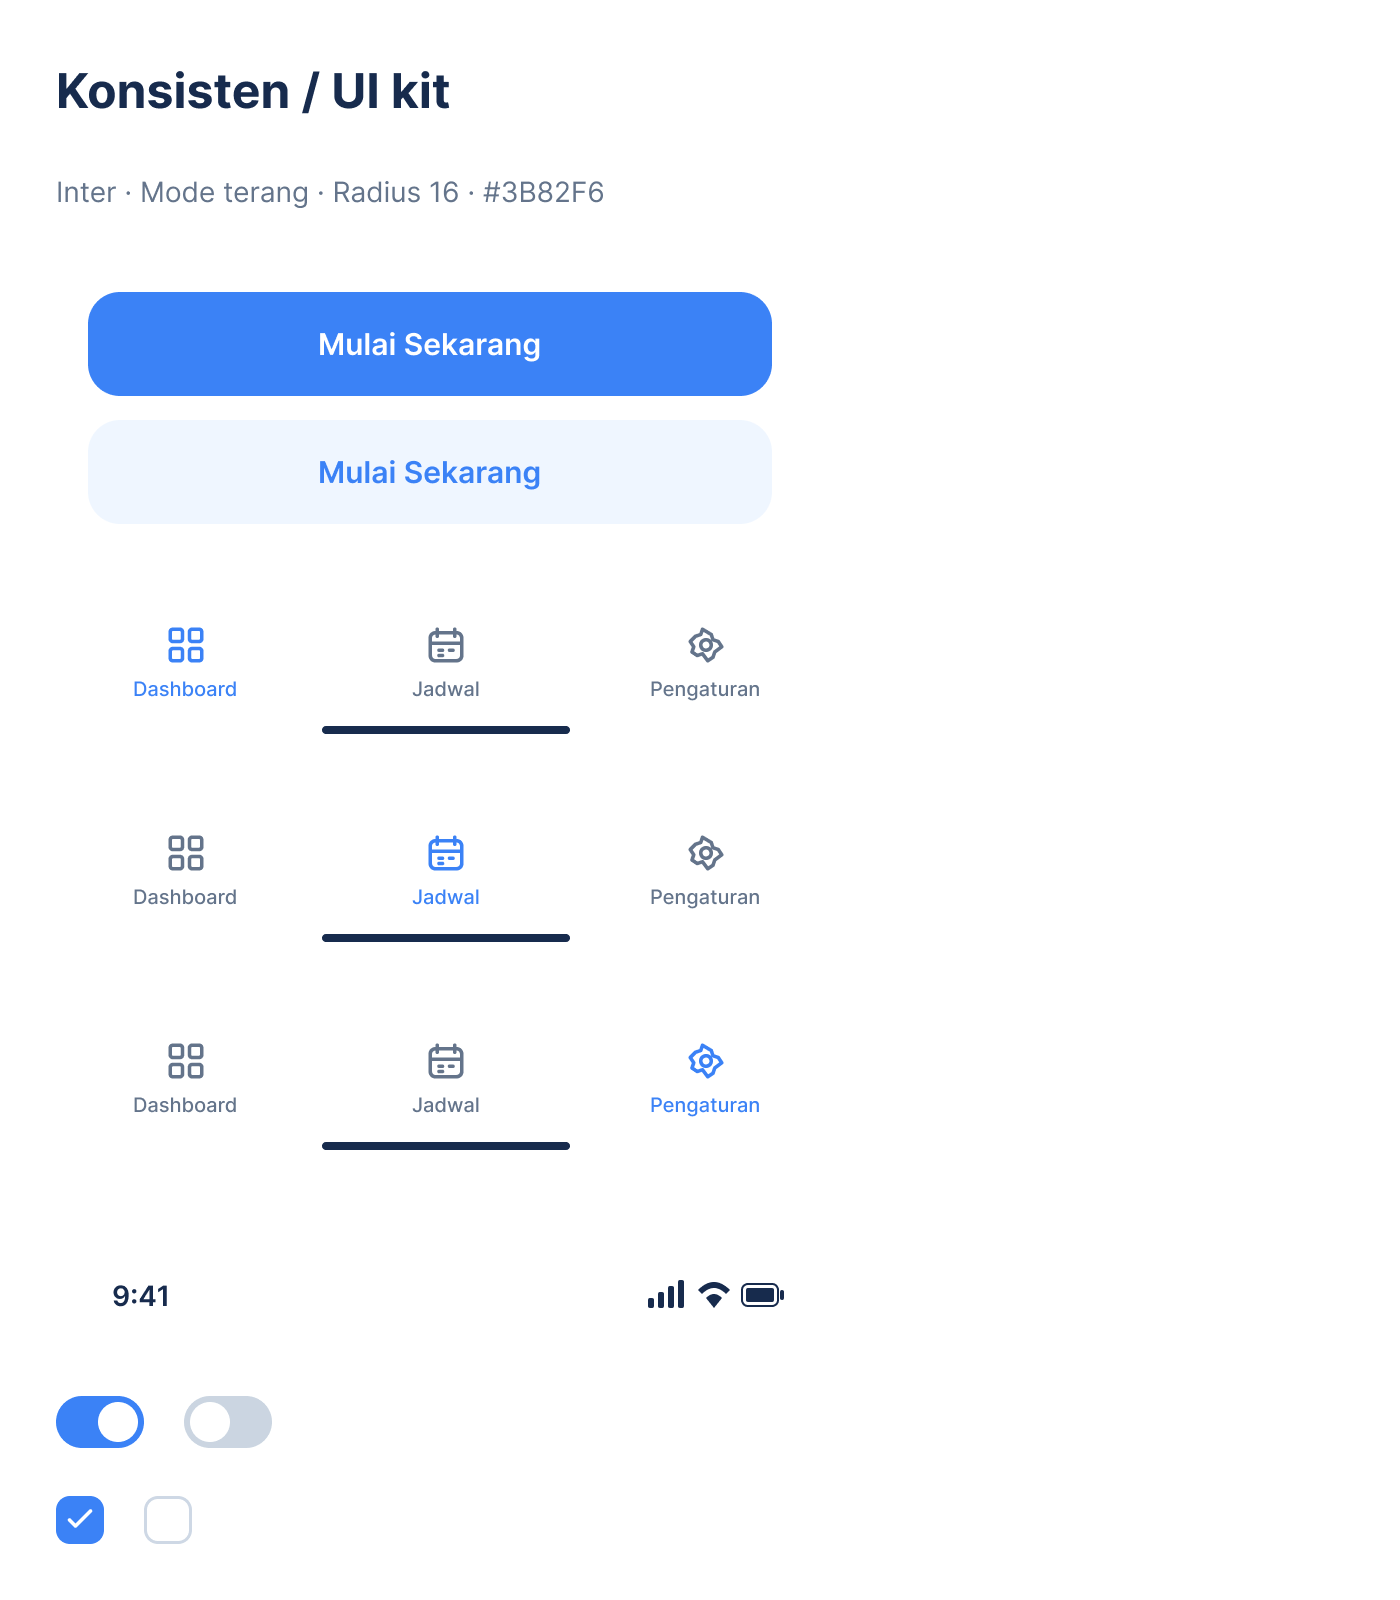 Konsisten / UI kit
Inter · Mode terang · Radius 16 · #3B82F6
Mulai Sekarang
Mulai Sekarang
Dashboard Jadwal Pengaturan
Dashboard Jadwal Pengaturan
Dashboard Jadwal Pengaturan
9:41